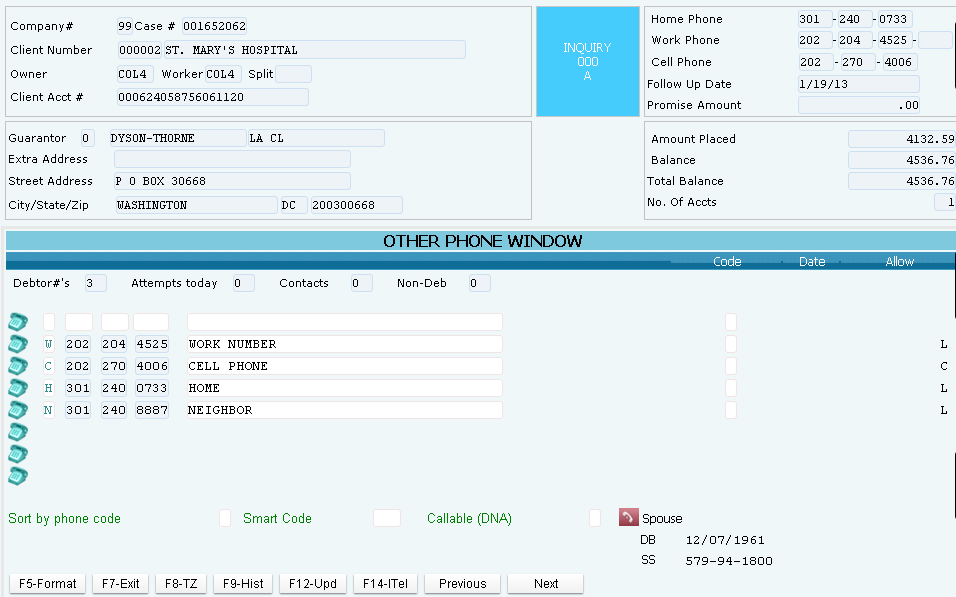 Company# 99 Case # 001652062
Client Number 000002 ST. MARY'S HOSPITAL
Owner COL4 Worker COL4 Split
Client Acct # 000624058756061120
INQUIRY
000
A
Home Phone 301 - 240 - 0733
Work Phone 202 - 204 - 4525 -
Cell Phone 202 - 270 - 4006
Follow Up Date 1/19/13
Promise Amount .00
Guarantor 0 DYSON-THORNE LA CL
Extra Address
Street Address P O BOX 30668
City/State/Zip WASHINGTON DC 200300668
Amount Placed 4132.59
Balance 4536.76
Total Balance 4536.76
No. Of Accts 1
OTHER PHONE WINDOW
Code Date Allow
Debtor#'s 3 Attempts today 0 Contacts 0 Non-Deb 0
W 202 204 4525 WORK NUMBER L
C 202 270 4006 CELL PHONE C
H 301 240 0733 HOME L
N 301 240 8887 NEIGHBOR L
Sort by phone code Smart Code Callable (DNA) Spouse
DB 12/07/1961
SS 579-94-1800
F5-Format F7-Exit F8-TZ F9-Hist F12-Upd F14-ITel Previous Next